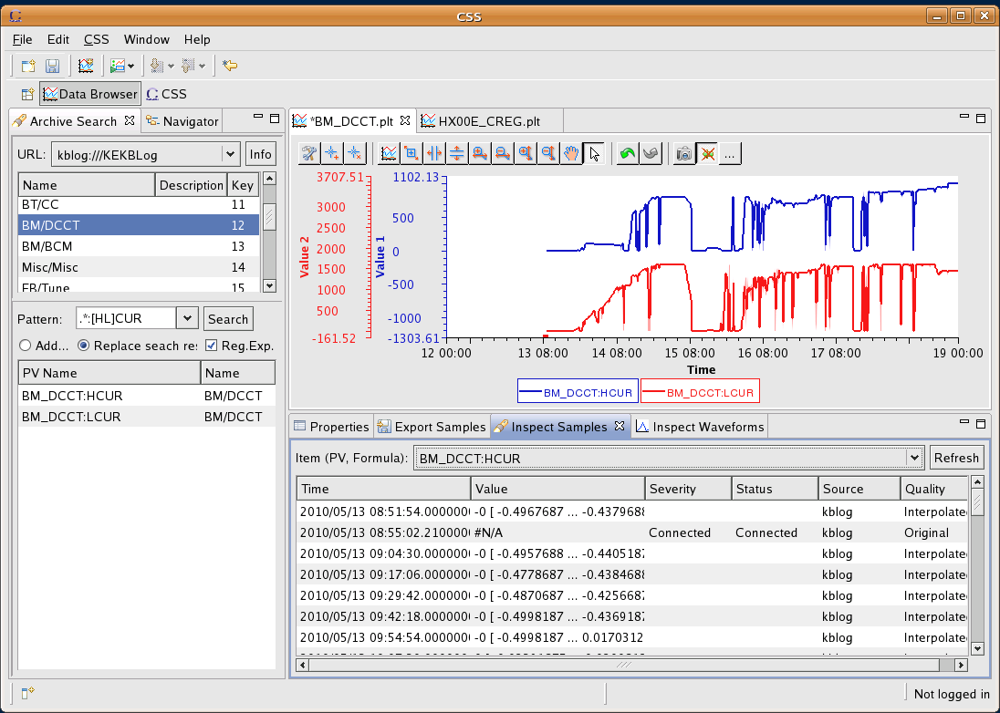 CSS
File Edit CSS Window Help
Data Browser CSS
Archive Search Navigator
URL: kblog:///KEKBLog Info
Name Description Key
BT/CC 11
BM/DCCT 12
BM/BCM 13
Misc/Misc 14
FB/Tune 15
Pattern: .*:[HL]CUR Search
Add... Replace seach re: Reg.Exp.
PV Name Name
BM_DCCT:HCUR BM/DCCT
BM_DCCT:LCUR BM/DCCT
*BM_DCCT.plt HX00E_CREG.plt
...
3707.51 1102.13
3000
2500 500
2000 0
1500
1000 -500
500 -1000
-161.52 -1303.61
Value 2
Value 1
12 00:00 13 08:00 14 08:00 15 08:00 16 08:00 17 08:00 19 00:00
Time
BM_DCCT:HCUR BM_DCCT:LCUR
Properties Export Samples Inspect Samples Inspect Waveforms
Item (PV, Formula): BM_DCCT:HCUR Refresh
Time Value Severity Status Source Quality
2010/05/13 08:51:54.0000000 -0 [ -0.4967687 ... -0.4379688 kblog Interpolate
2010/05/13 08:55:02.2100000 #N/A Connected Connected kblog Original
2010/05/13 09:04:30.0000000 -0 [ -0.4957688 ... -0.4405187 kblog Interpolate
2010/05/13 09:17:06.0000000 -0 [ -0.4778687 ... -0.4384688 kblog Interpolate
2010/05/13 09:29:42.0000000 -0 [ -0.4870687 ... -0.4256687 kblog Interpolate
2010/05/13 09:42:18.0000000 -0 [ -0.4998187 ... -0.4369187 kblog Interpolate
2010/05/13 09:54:54.0000000 -0 [ -0.4998187 ... 0.0170312 kblog Interpolate
Not logged in